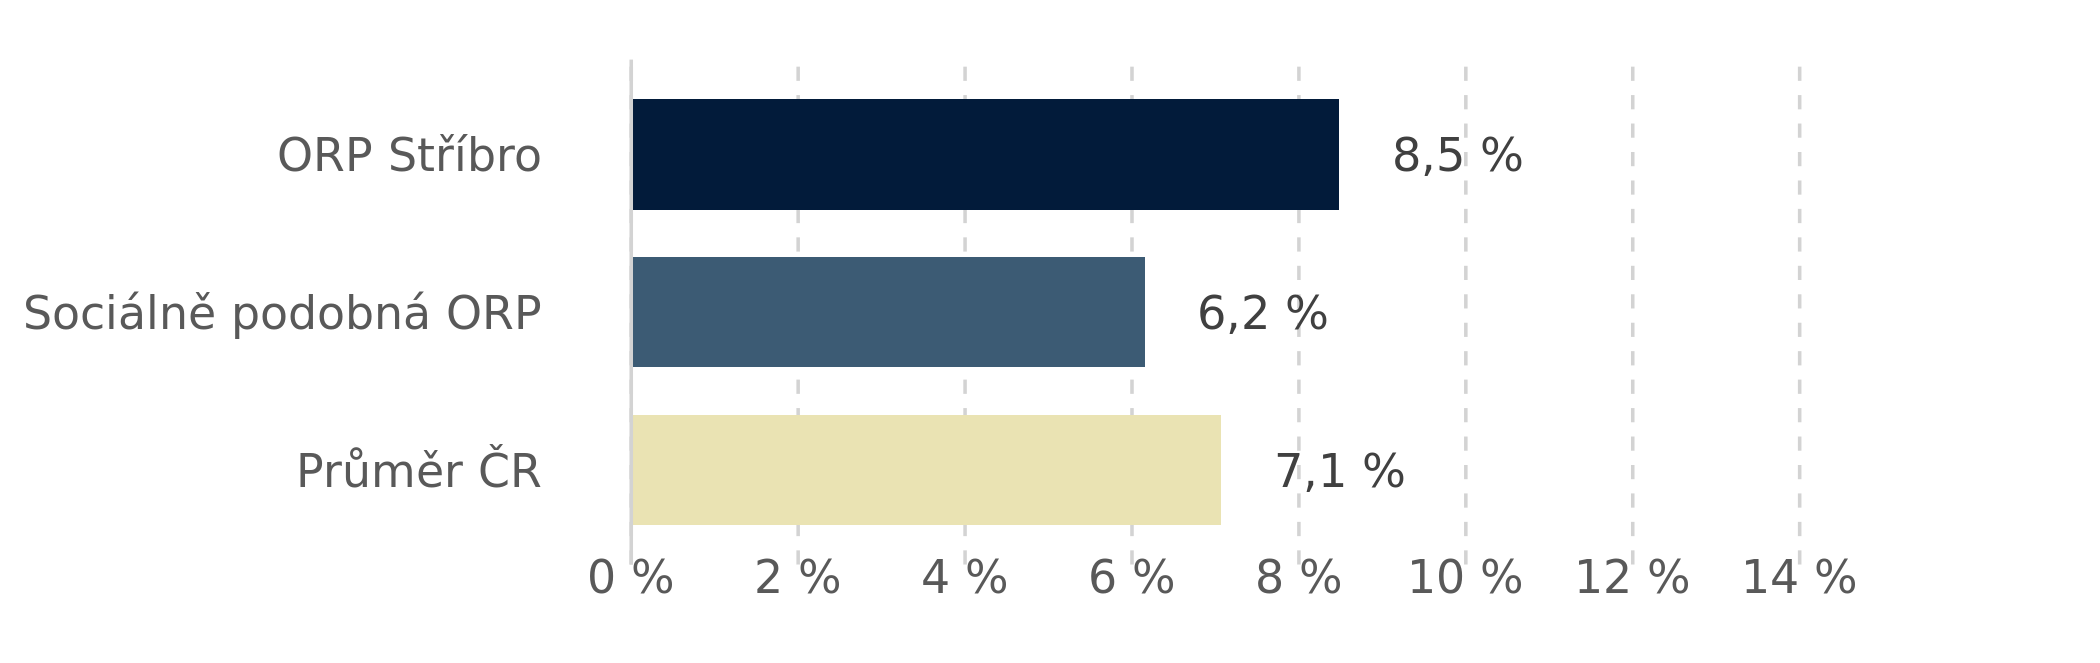 ORP Stříbro
8,5 %
Sociálně podobná ORP
6,2 %
Průměr ČR
7,1 %
0 % 2 % 4 % 6 % 8 % 10 % 12 % 14 %